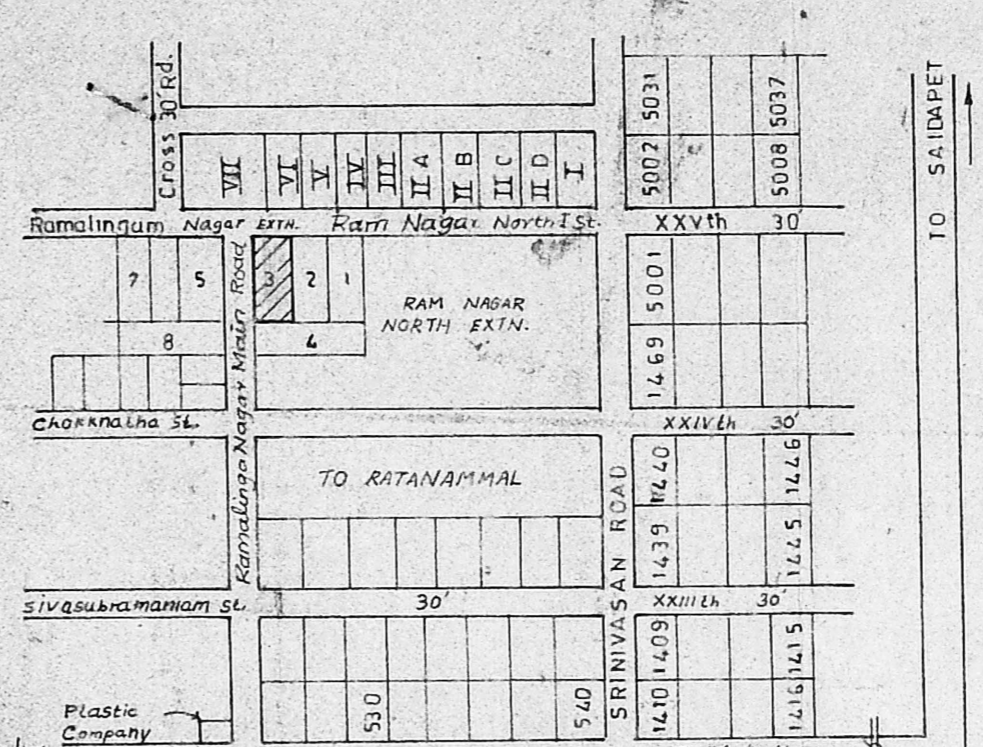 Cross 30' Rd.
5031
5037
TO SAIDAPET
VII
VI
V
IV
III
II A
II B
II C
II D
I
5002
5008
Ramalingam Nagar EXTN.
Ram Nagar North I St.
XXVth 30'
7
5
3
2
1
5001
RAM NAGAR
NORTH EXTN.
8
4
1469
Ramalinga Nagar Main Road
Chokknatha St.
XXIVth 30'
TO RATANAMMAL
1440
1446
SRINIVASAN ROAD
1439
1445
Sivasubramaniam St.
30'
XXIIIth 30'
1409
1415
530
540
1410
1416
Plastic
Company